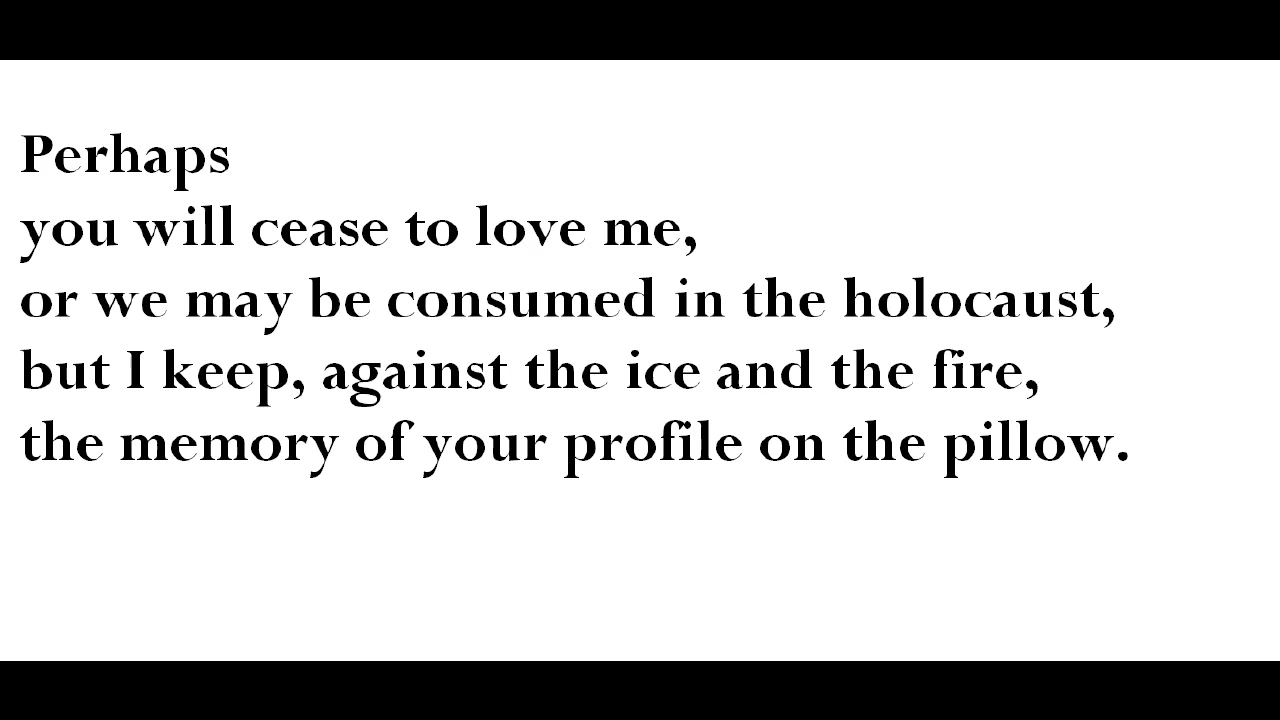 Perhaps
you will cease to love me,
or we may be consumed in the holocaust,
but I keep, against the ice and the fire,
the memory of your profile on the pillow.